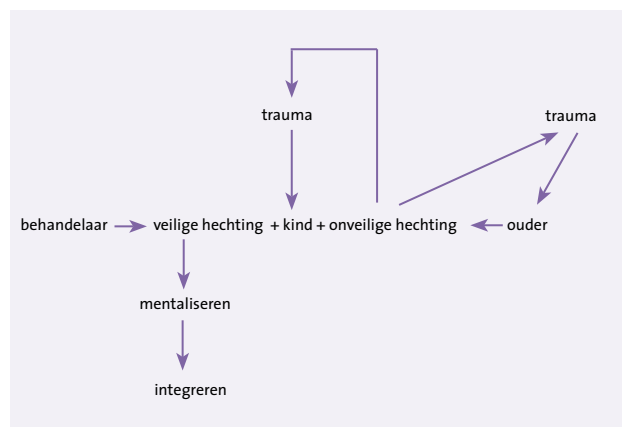 trauma
trauma
behandelaar veilige hechting + kind + onveilige hechting ouder
mentaliseren
integreren